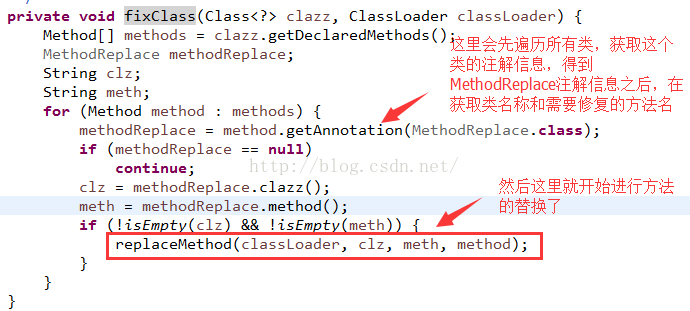 private void fixClass(Class<?> clazz, ClassLoader classLoader) {
Method[] methods = clazz.getDeclaredMethods();
MethodReplace methodReplace;
String clz;
String meth;
for (Method method : methods) {
methodReplace = method.getAnnotation(MethodReplace.class);
if (methodReplace == null)
continue;
clz = methodReplace.clazz();
meth = methodReplace.method();
if (!isEmpty(clz) && !isEmpty(meth)) {
replaceMethod(classLoader, clz, meth, method);
}
}
}
这里会先遍历所有类，获取这个
类的注解信息，得到
MethodReplace注解信息之后，在
获取类名称和需要修复的方法名
http://blog.csdn.net/
然后这里就开始进行方法
的替换了